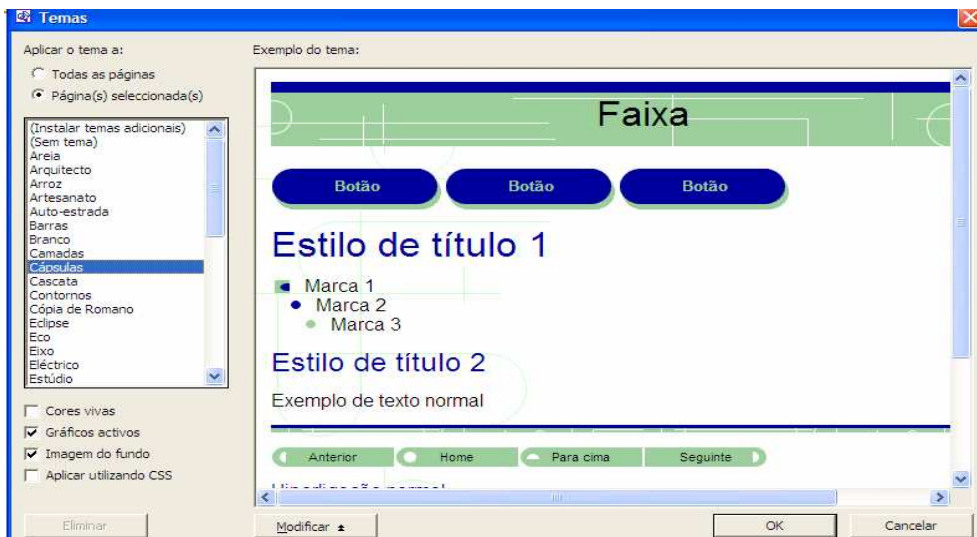 Temas
Aplicar o tema a:
Todas as páginas
Página(s) seleccionada(s)
(Instalar temas adicionais)
(Sem tema)
Areia
Arquitecto
Arroz
Artesanato
Auto-estrada
Barras
Branco
Camadas
Cápsulas
Cascata
Contornos
Cópia de Romano
Eclipse
Eco
Eixo
Eléctrico
Estúdio
Cores vivas
Gráficos activos
Imagem do fundo
Aplicar utilizando CSS
Eliminar
Exemplo do tema:
Faixa
Botão Botão Botão
Estilo de título 1
Marca 1
Marca 2
Marca 3
Estilo de título 2
Exemplo de texto normal
Anterior Home Para cima Seguinte
Hiperligação normal
Modificar OK Cancelar